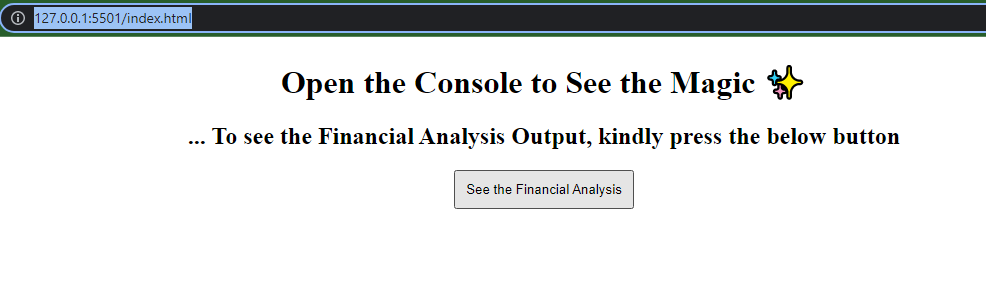 127.0.0.1:5501/index.html
Open the Console to See the Magic ✨
... To see the Financial Analysis Output, kindly press the below button
See the Financial Analysis